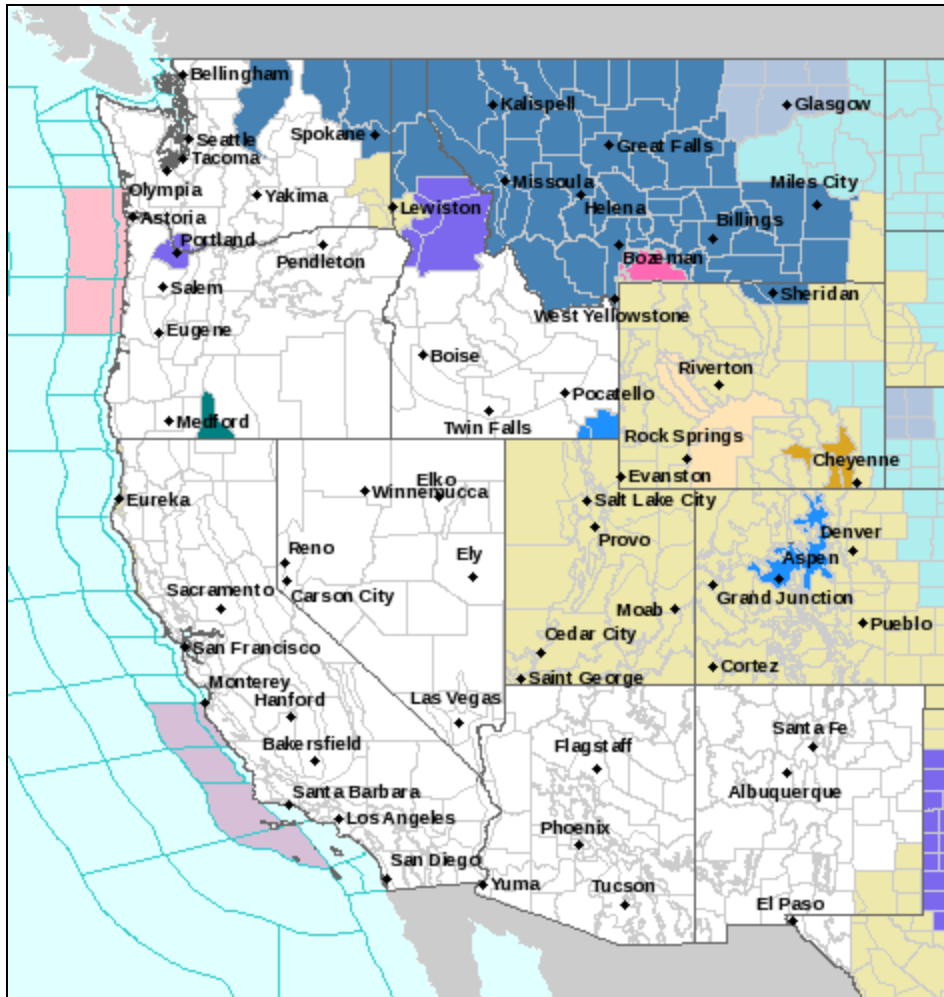 Bellingham
Kalispell
Glasgow
Seattle
Spokane
Great Falls
Tacoma
Olympia
Yakima
Missoula
Miles City
Lewiston
Helena
Astoria
Billings
Portland
Pendleton
Bozeman
Salem
Sheridan
West Yellowstone
Eugene
Boise
Riverton
Pocatello
Medford
Twin Falls
Rock Springs
Cheyenne
Elko
Evanston
Eureka
Winnemucca
Salt Lake City
Provo
Denver
Reno
Ely
Aspen
Sacramento
Carson City
Grand Junction
Moab
Pueblo
Cedar City
San Francisco
Cortez
Saint George
Monterey
Hanford
Las Vegas
Santa Fe
Bakersfield
Flagstaff
Albuquerque
Santa Barbara
Los Angeles
Phoenix
San Diego
Yuma
Tucson
El Paso